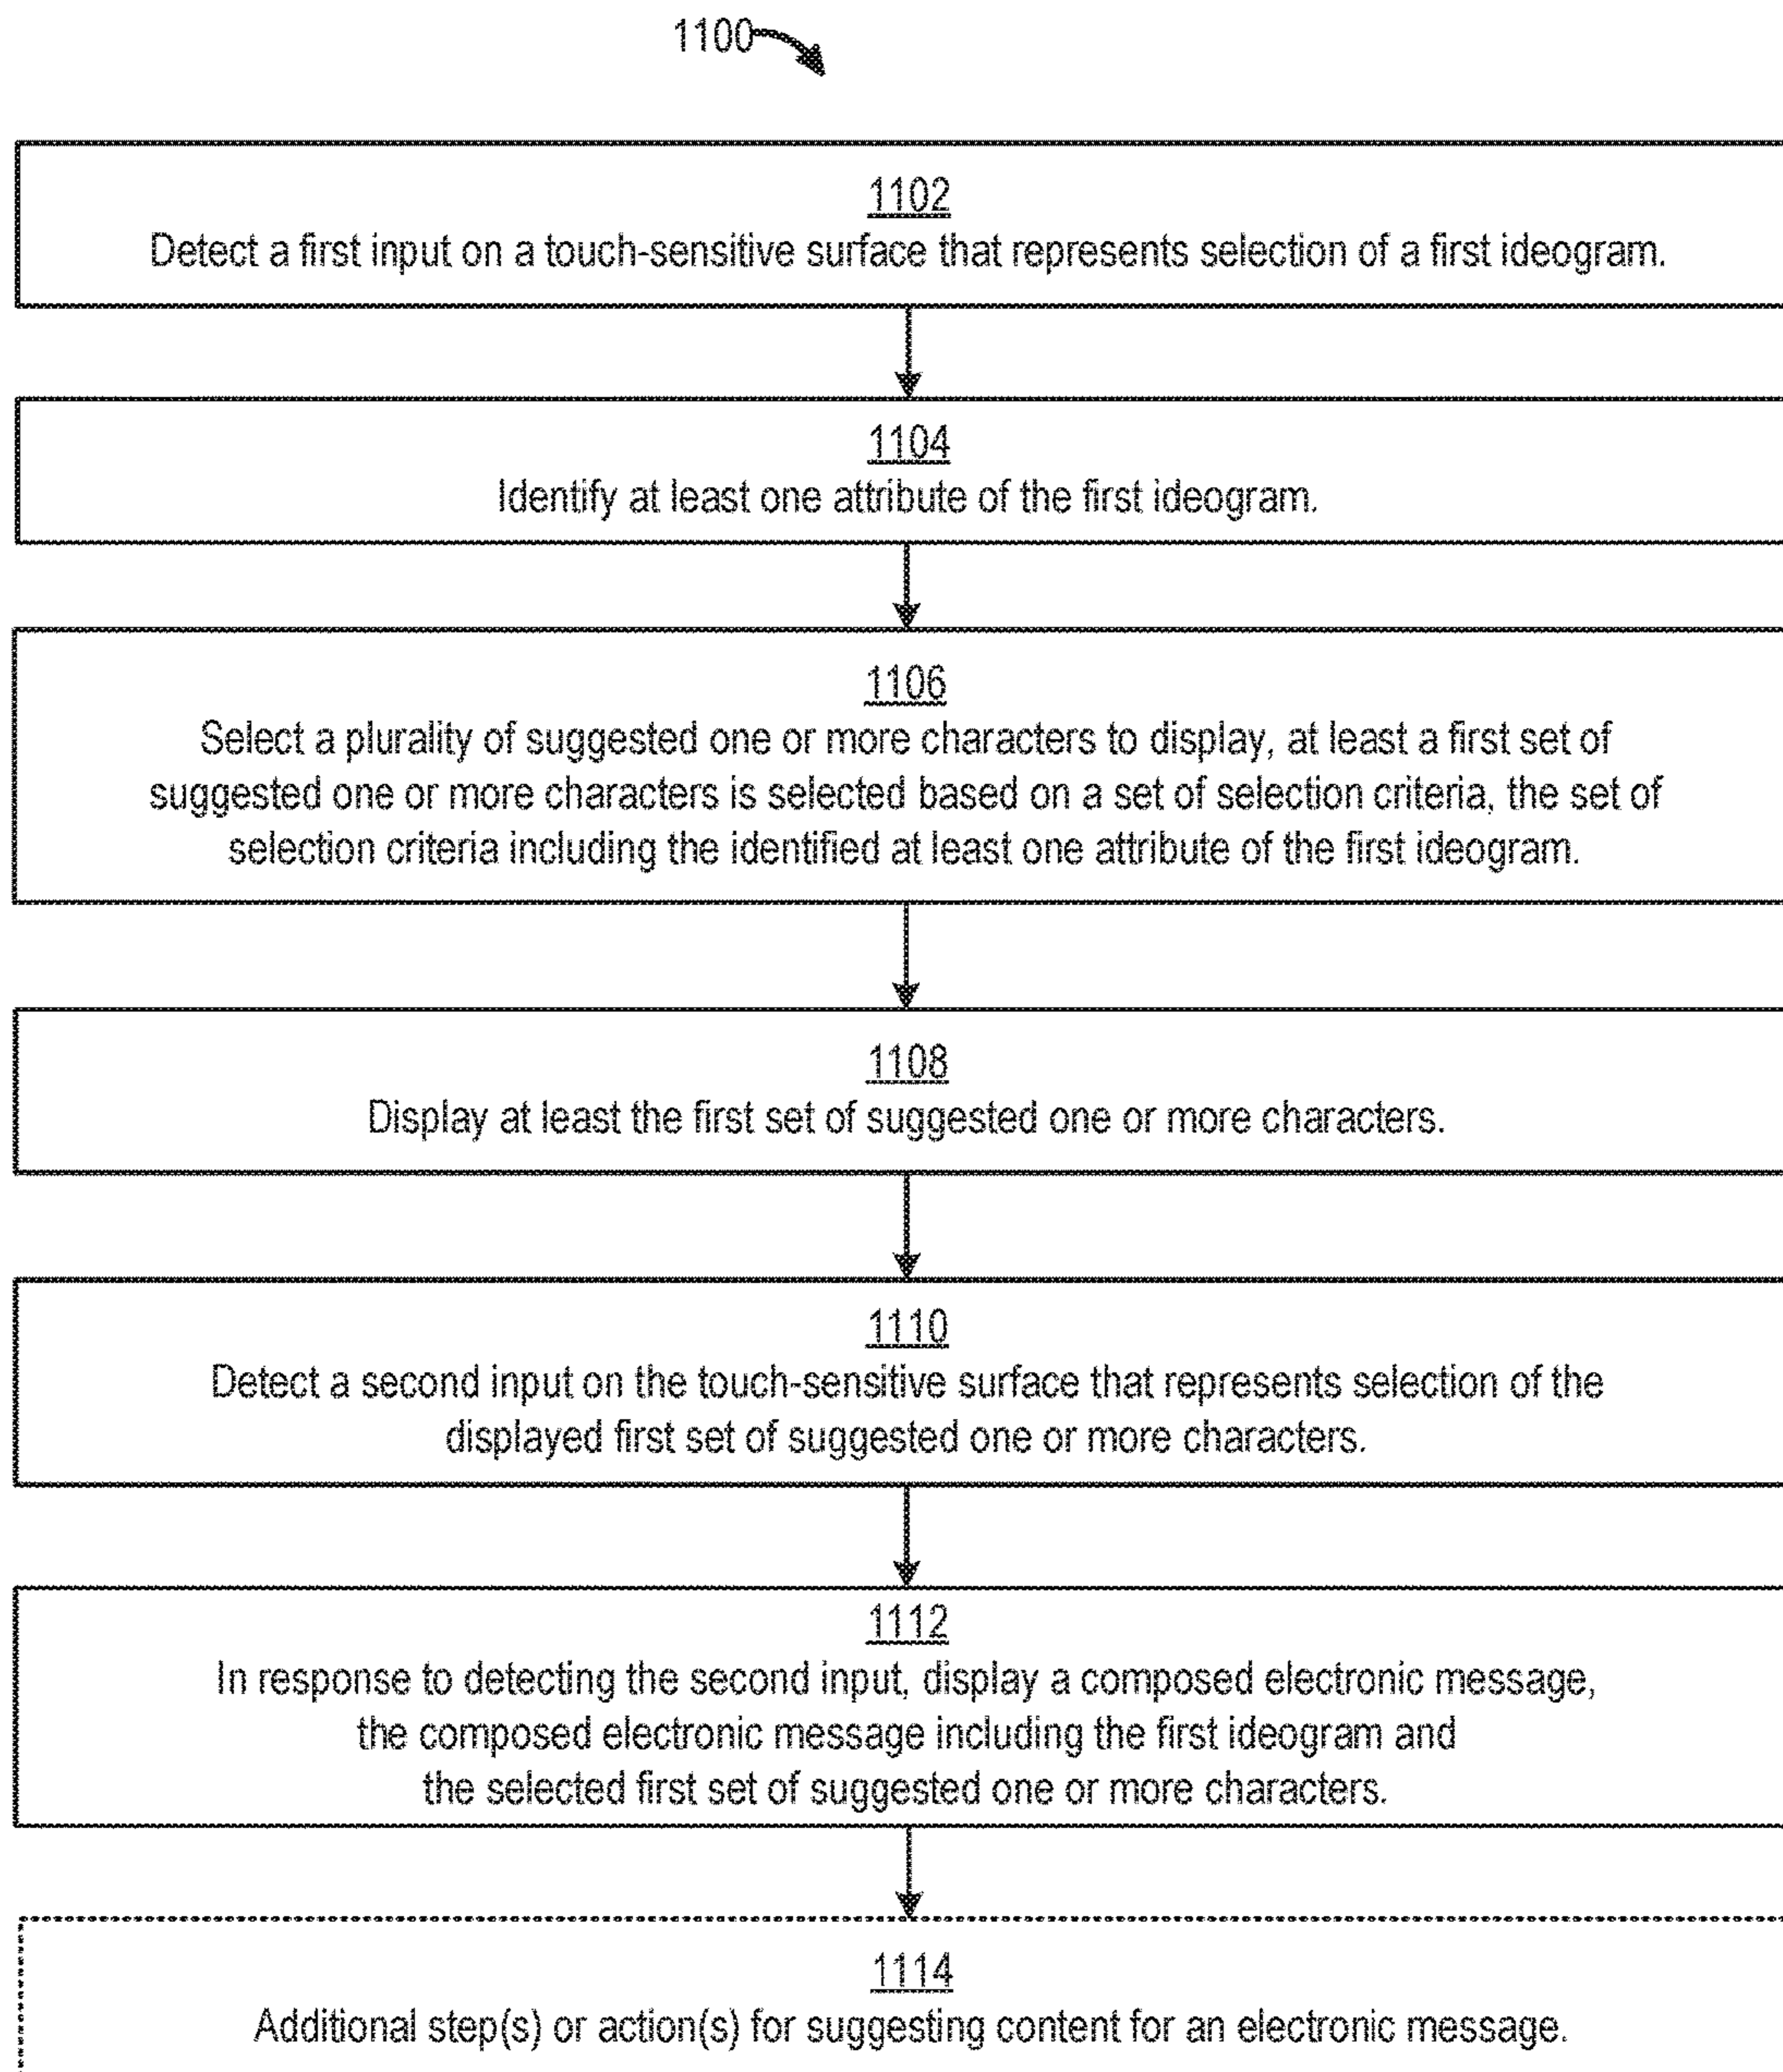 1100
1102
Detect a first input on a touch-sensitive surface that represents selection of a first ideogram.
1104
Identify at least one attribute of the first ideogram.
1106
Select a plurality of suggested one or more characters to display, at least a first set of
suggested one or more characters is selected based on a set of selection criteria, the set of
selection criteria including the identified at least one attribute of the first ideogram.
1108
Display at least the first set of suggested one or more characters.
1110
Detect a second input on the touch-sensitive surface that represents selection of the
displayed first set of suggested one or more characters.
1112
In response to detecting the second input, display a composed electronic message,
the composed electronic message including the first ideogram and
the selected first set of suggested one or more characters.
1114
Additional step(s) or action(s) for suggesting content for an electronic message.